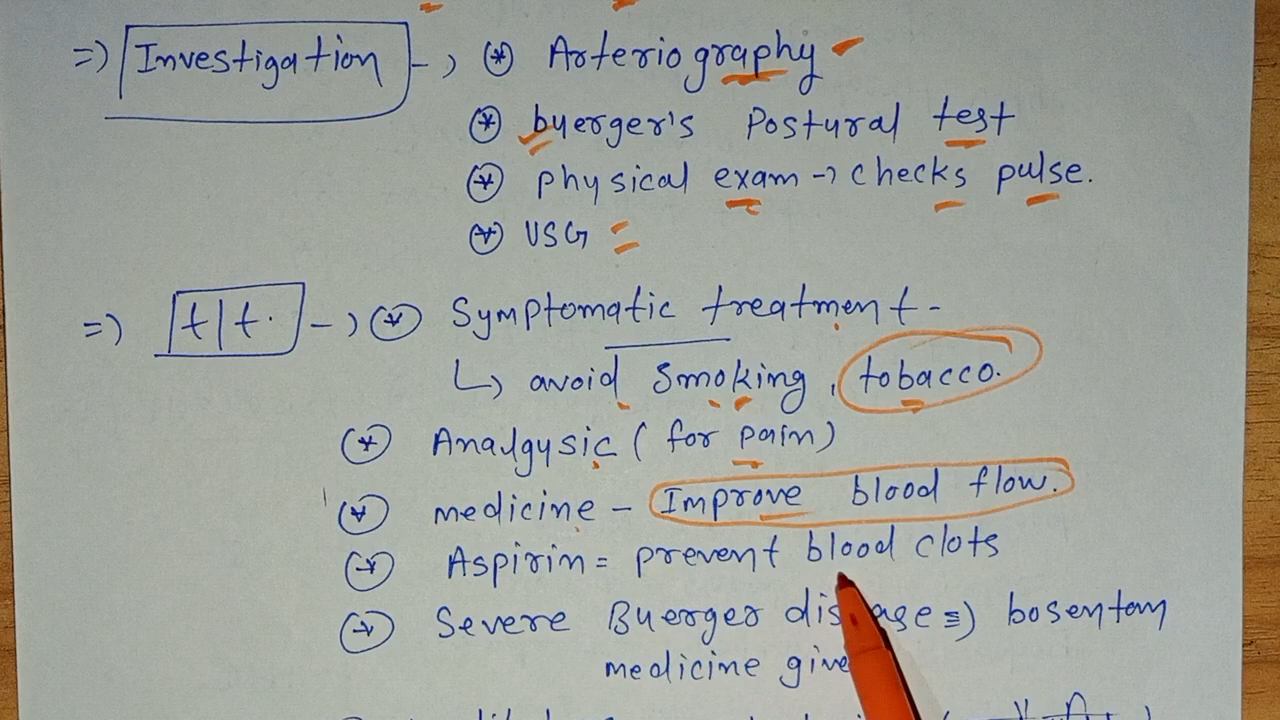 => Investigation -> * Arteriography
* buerger's Postural test
* physical exam -> checks pulse.
* USG
=> t/t. -> * Symptomatic treatment -
↳ avoid smoking, tobacco.
* Analgysic (for pain)
* medicine - Improve blood flow.
* Aspirin = prevent blood clots
* Severe Buerger disease => bosentan
medicine give